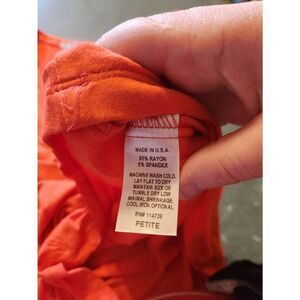 MADE IN U.S.A.
95% RAYON
5% SPANDEX
MACHINE WASH COLD.
LAY FLAT TO DRY
MAINTAIN SIZE OR
TUMBLE DRY LOW
MINIMAL SHRINKAGE.
COOL IRON OPTIONAL
RN# 114739
PETITE